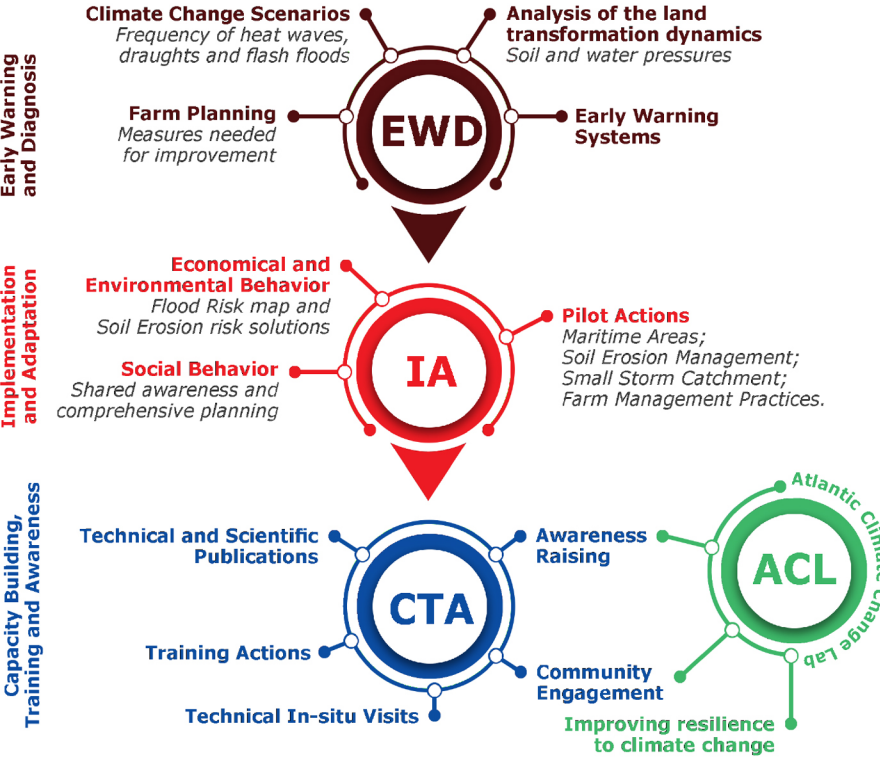 Early Warning
and Diagnosis
Climate Change Scenarios
Frequency of heat waves,
draughts and flash floods
Analysis of the land
transformation dynamics
Soil and water pressures
Farm Planning
Measures needed
for improvement
EWD
Early Warning
Systems
Implementation
and Adaptation
Economical and
Environmental Behavior
Flood Risk map and
Soil Erosion risk solutions
Social Behavior
Shared awareness and
comprehensive planning
IA
Pilot Actions
Maritime Areas;
Soil Erosion Management;
Small Storm Catchment;
Farm Management Practices.
Capacity Building,
Training and Awareness
Technical and Scientific
Publications
Training Actions
Technical In-situ Visits
CTA
Awareness
Raising
Community
Engagement
ACL
Atlantic Climate Change Lab
Improving resilience
to climate change